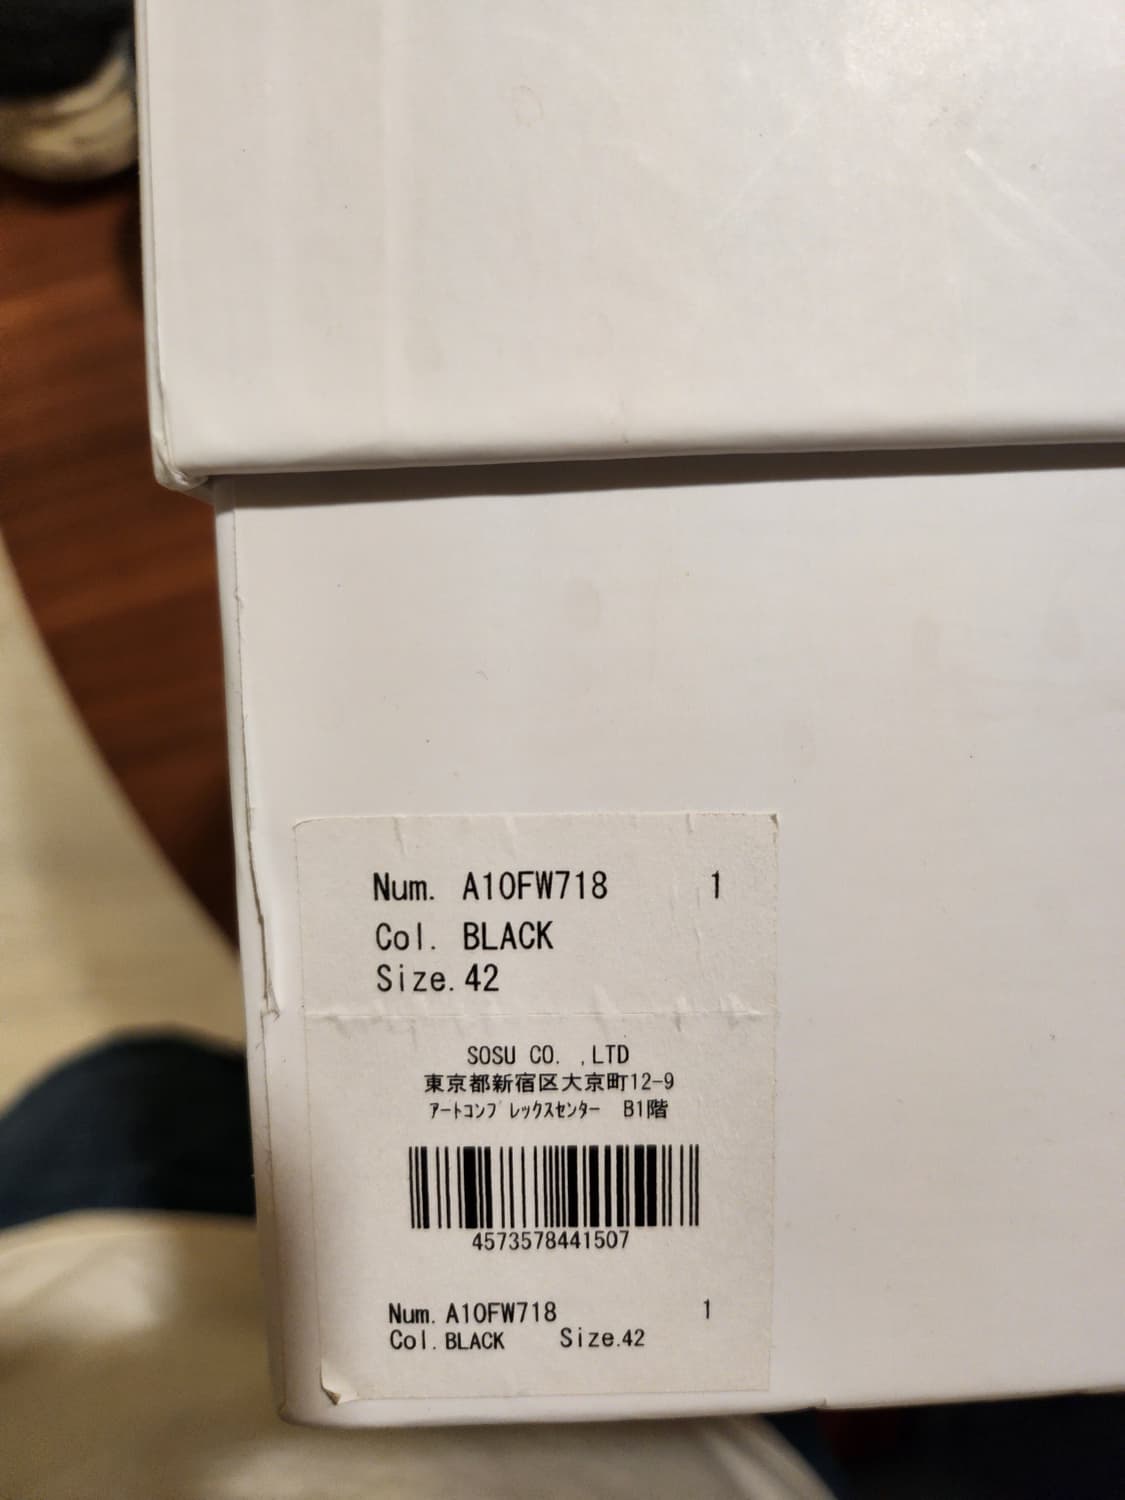 Num. A10FW718 1
Col. BLACK
Size.42
SOSU CO. ,LTD
東京都新宿区大京町12-9
ｱｰﾄｺﾝﾌﾟﾚｯｸｽｾﾝﾀｰ B1階
4573578441507
Num. A10FW718 1
Col. BLACK Size.42